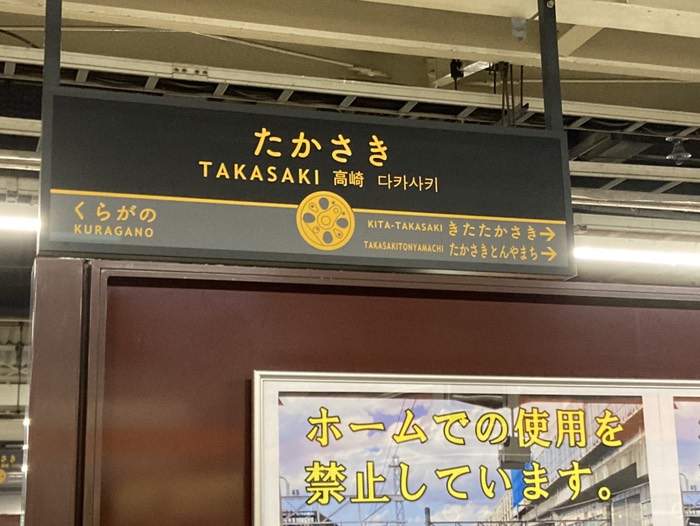 たかさき
TAKASAKI 高崎 다카사키
くらがの
KURAGANO
KITA-TAKASAKI きたたかさき→
TAKASAKITONYAMACHI たかさきとんやまち→
ホームでの使用を
禁止しています。
さき